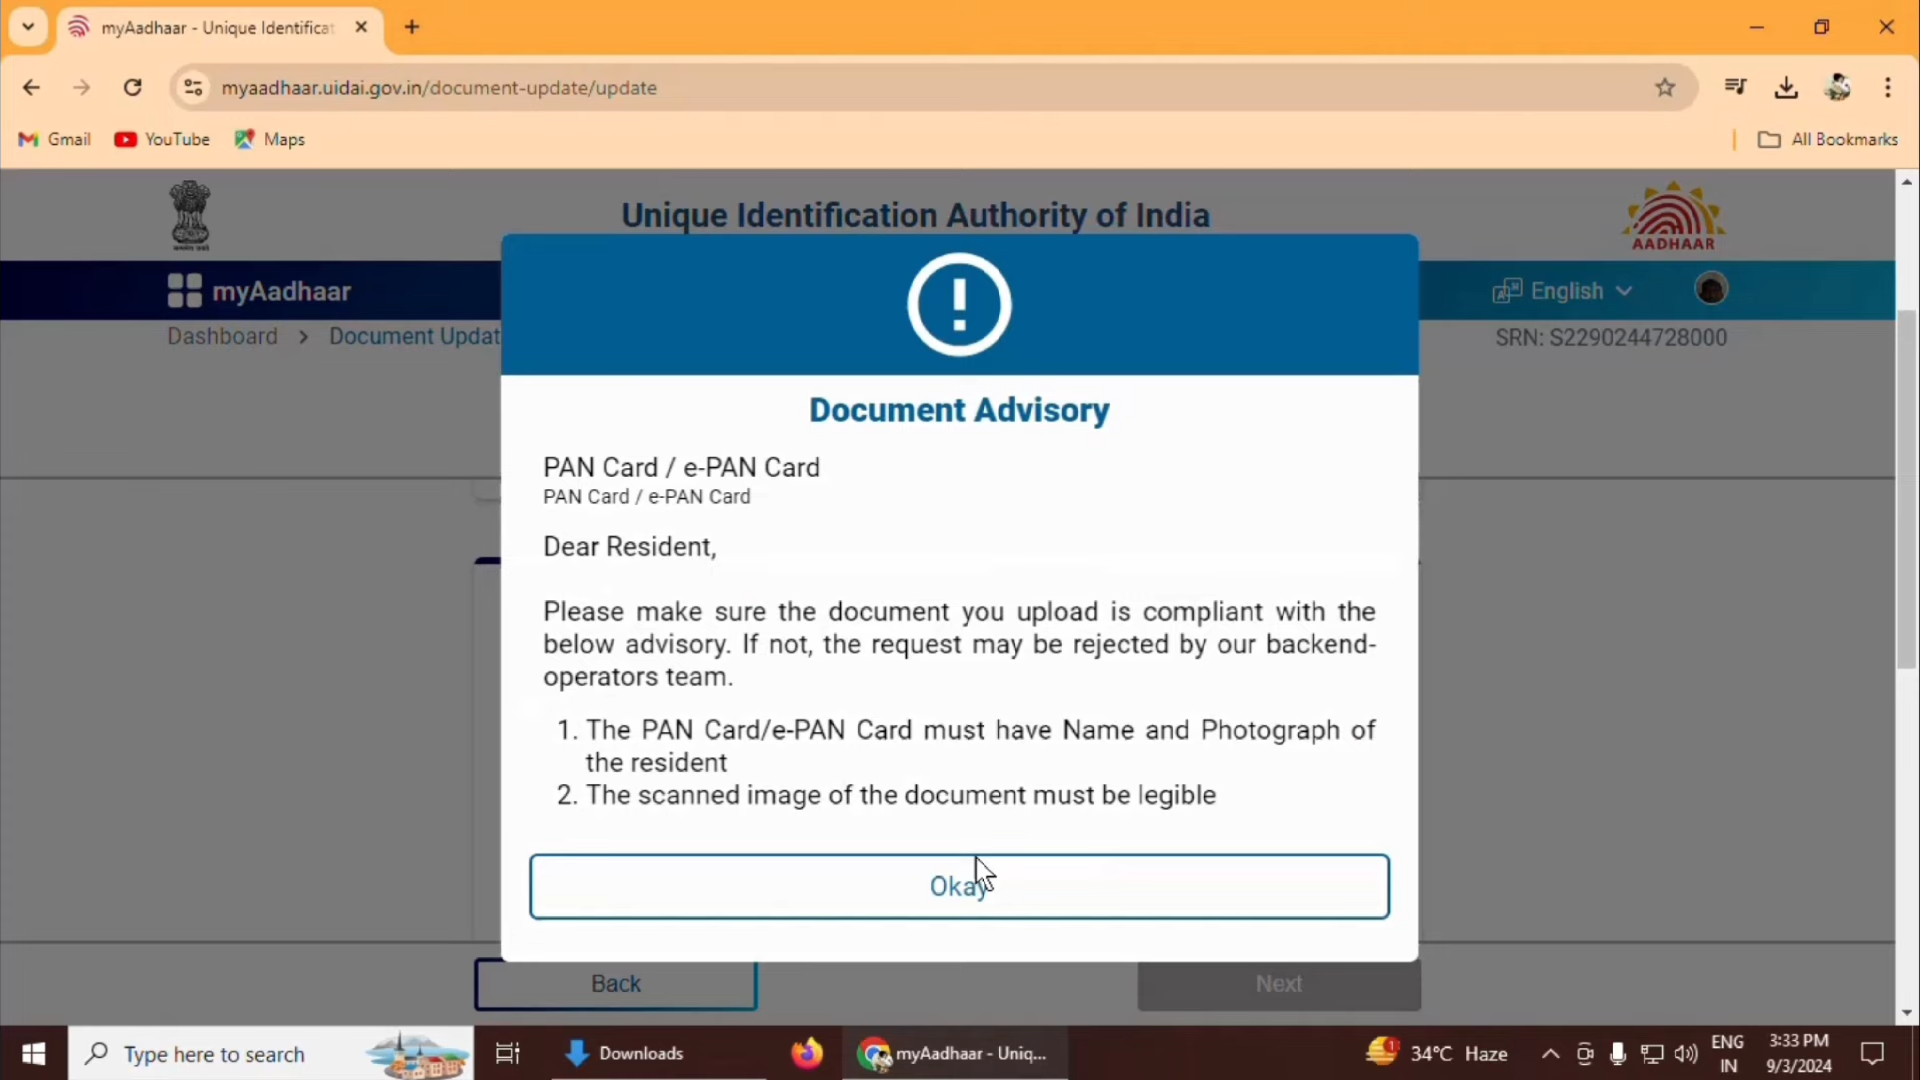 myAadhaar - Unique Identificat
myaadhaar.uidai.gov.in/document-update/update
Gmail YouTube Maps All Bookmarks
Unique Identification Authority of India
AADHAAR
myAadhaar
English
Dashboard > Document Updat
SRN: S2290244728000
Document Advisory
PAN Card / e-PAN Card
PAN Card / e-PAN Card
Dear Resident,
Please make sure the document you upload is compliant with the
below advisory. If not, the request may be rejected by our backend-
operators team.
1. The PAN Card/e-PAN Card must have Name and Photograph of
the resident
2. The scanned image of the document must be legible
Okay
Back
Next
Type here to search
Downloads
myAadhaar - Uniq...
1
34°C Haze
ENG
IN
3:33 PM
9/3/2024